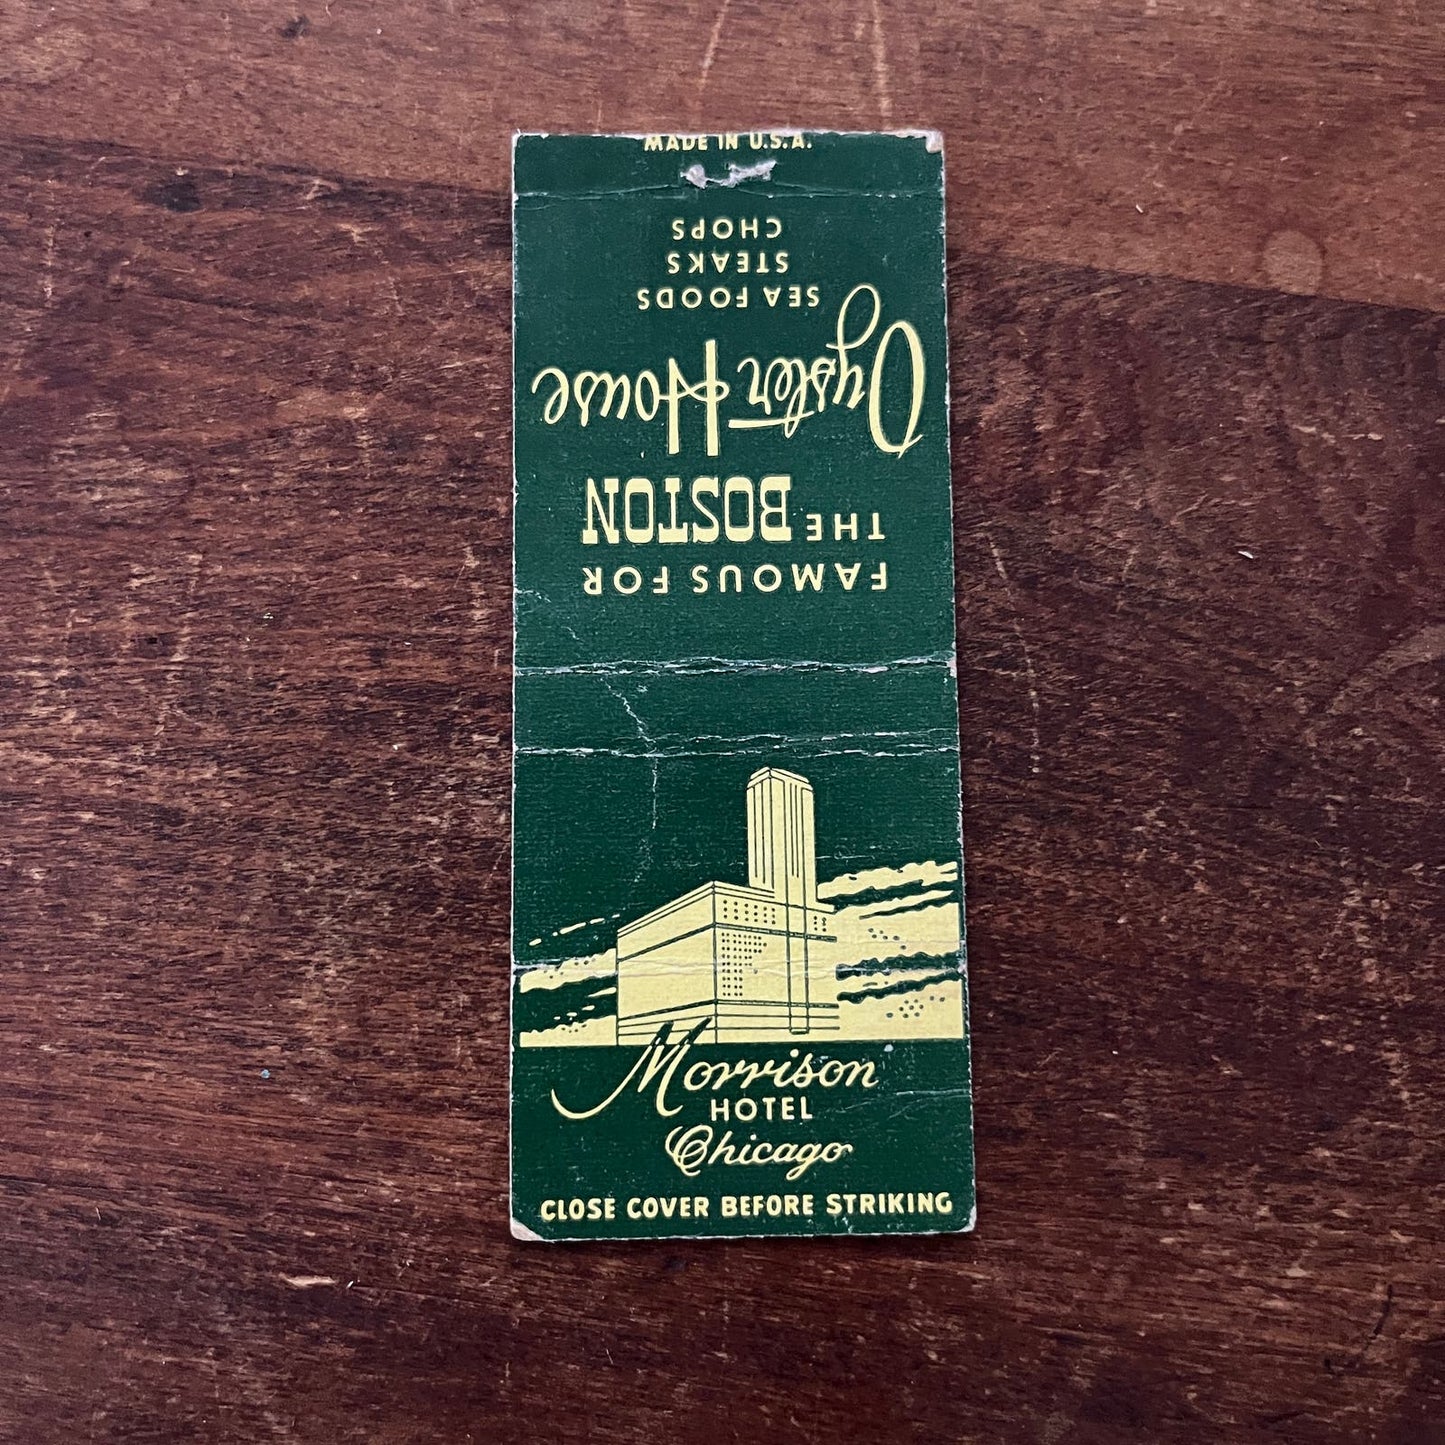 MADE IN U.S.A.
FAMOUS FOR
THE BOSTON
Oyster House
SEA FOODS
STEAKS
CHOPS
Morrison
HOTEL
Chicago
CLOSE COVER BEFORE STRIKING